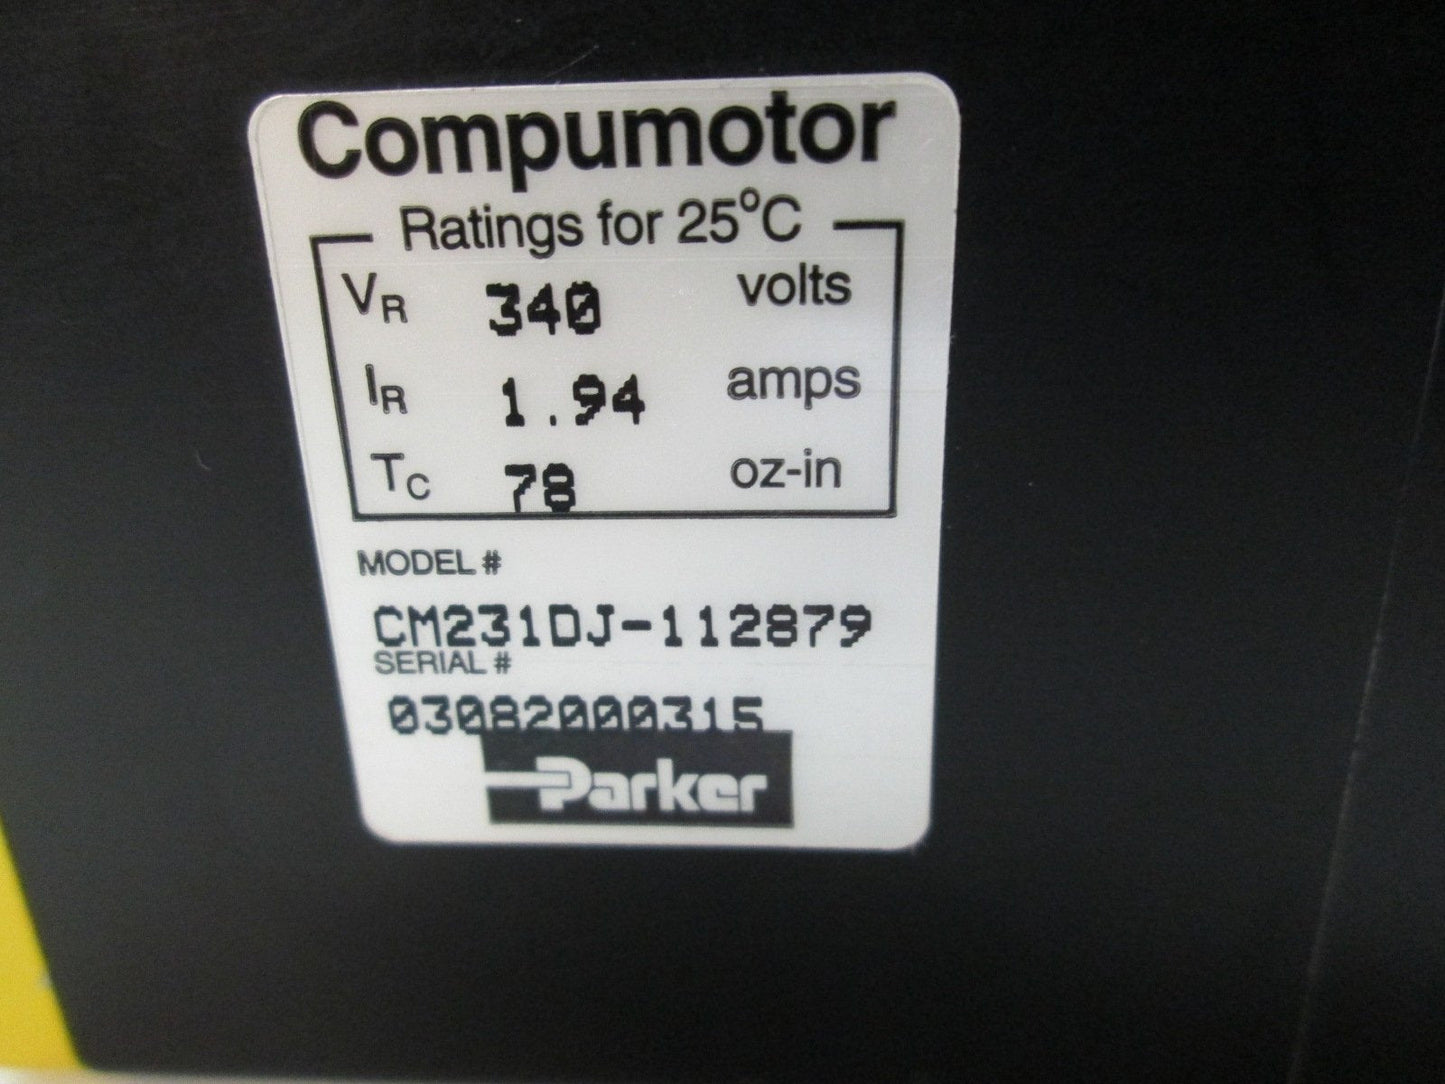 Compumotor
Ratings for 25°C
VR 340 volts
IR 1.94 amps
TC 78 oz-in
MODEL #
CM231DJ-112879
SERIAL #
03082000315
Parker